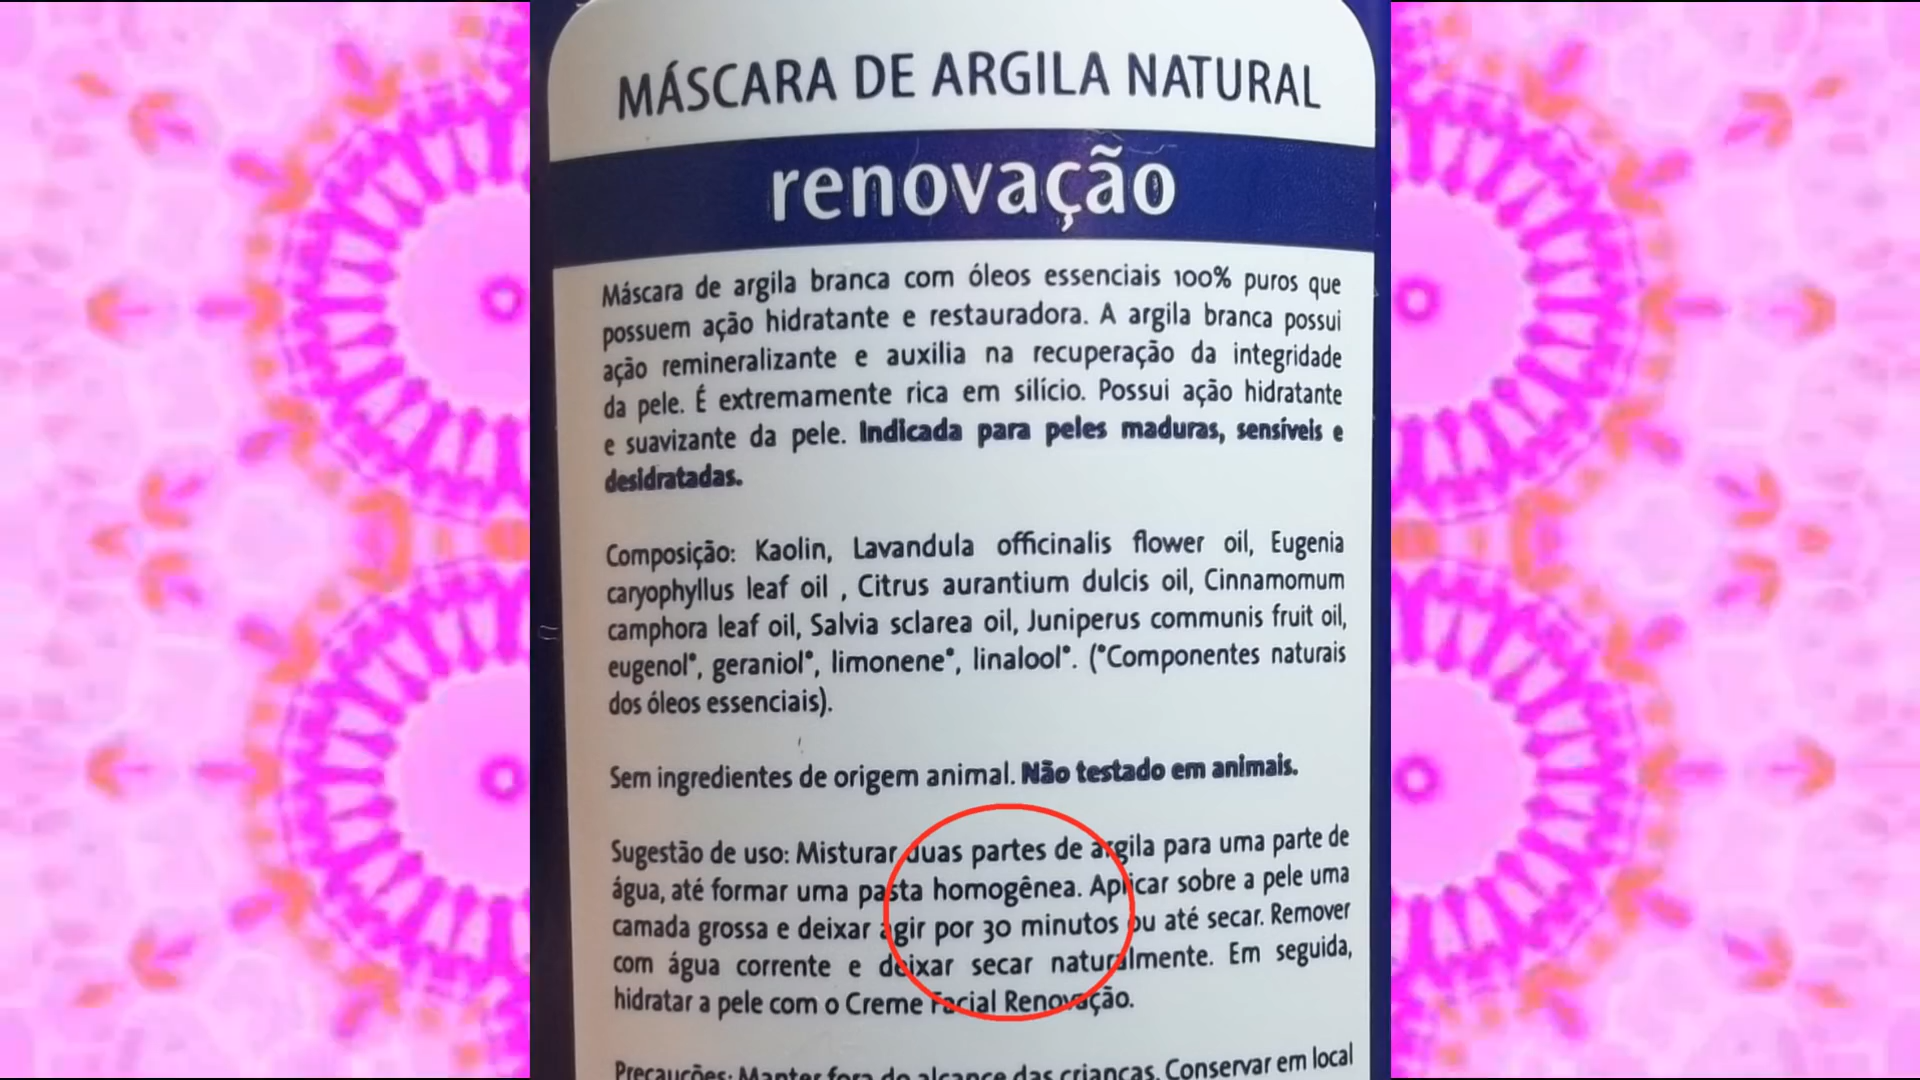 MÁSCARA DE ARGILA NATURAL
renovação
Máscara de argila branca com óleos essenciais 100% puros que
possuem ação hidratante e restauradora. A argila branca possui
ação remineralizante e auxilia na recuperação da integridade
da pele. É extremamente rica em silício. Possui ação hidratante
e suavizante da pele. Indicada para peles maduras, sensíveis e
desidratadas.
Composição: Kaolin, Lavandula officinalis flower oil, Eugenia
caryophyllus leaf oil , Citrus aurantium dulcis oil, Cinnamomum
camphora leaf oil, Salvia sclarea oil, Juniperus communis fruit oil,
eugenol*, geraniol*, limonene*, linalool*. (*Componentes naturais
dos óleos essenciais).
Sem ingredientes de origem animal. Não testado em animais.
Sugestão de uso: Misturar duas partes de argila para uma parte de
água, até formar uma pasta homogênea. Aplicar sobre a pele uma
camada grossa e deixar agir por 30 minutos ou até secar. Remover
com água corrente e deixar secar naturalmente. Em seguida,
hidratar a pele com o Creme Facial Renovação.
Precauções: Manter fora do alcance das crianças. Conservar em local